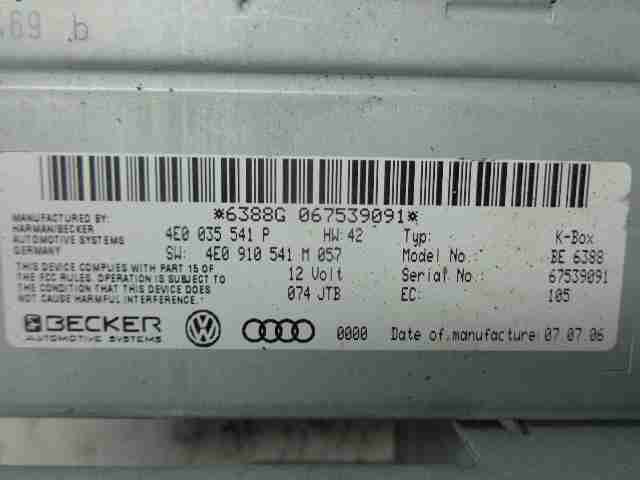 *6388G 067539091*
MANUFACTURED BY:
HARMAN/BECKER
AUTOMOTIVE SYSTEMS
GERMANY
4E0 035 541 P HW: 42 Typ: K-Box
SW: 4E0 910 541 M 057 Model No.: BE 6388
THIS DEVICE COMPLIES WITH PART 15 OF
THE FCC RULES. OPERATION IS SUBJECT TO
THE CONDITION THAT THIS DEVICE DOES
NOT CAUSE HARMFUL INTERFERENCE.
12 Volt Serial No.: 67539091
074 JTB EC: 105
BECKER
AUTOMOTIVE SYSTEMS
0000 Date of manufacture: 07.07.06